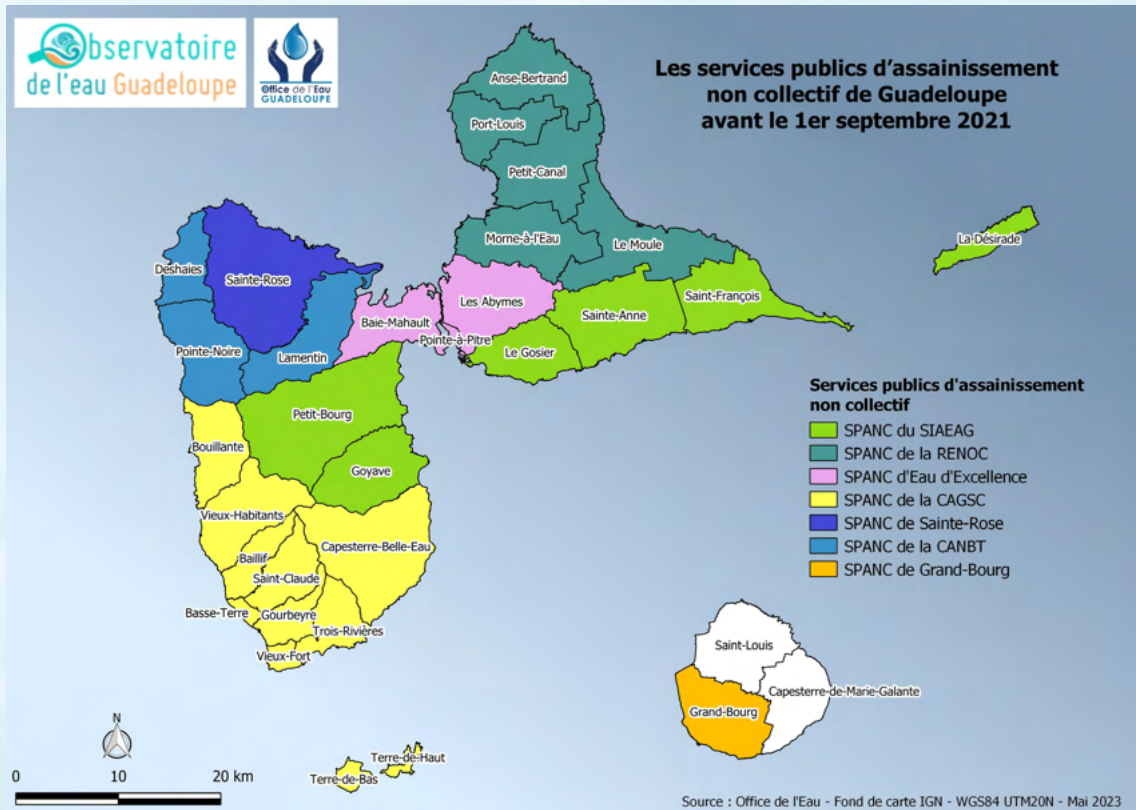 Observatoire
de l'eau Guadeloupe
Office de l'Eau
GUADELOUPE
Les services publics d'assainissement
non collectif de Guadeloupe
avant le 1er septembre 2021
Anse-Bertrand
Port-Louis
Petit-Canal
Morne-à-l'Eau
Le Moule
La Désirade
Deshaies
Sainte-Rose
Les Abymes
Saint-François
Sainte-Anne
Baie-Mahault
Pointe-à-Pitre
Le Gosier
Pointe-Noire
Lamentin
Petit-Bourg
Bouillante
Goyave
Vieux-Habitants
Capesterre-Belle-Eau
Baillif
Saint-Claude
Basse-Terre
Gourbeyre
Trois-Rivières
Vieux-Fort
Services publics d'assainissement
non collectif
SPANC du SIAEAG
SPANC de la RENOC
SPANC d'Eau d'Excellence
SPANC de la CAGSC
SPANC de Sainte-Rose
SPANC de la CANBT
SPANC de Grand-Bourg
Saint-Louis
Capesterre-de-Marie-Galante
Grand-Bourg
N
Terre-de-Haut
Terre-de-Bas
0 10 20 km
Source : Office de l'Eau - Fond de carte IGN - WGS84 UTM20N - Mai 2023